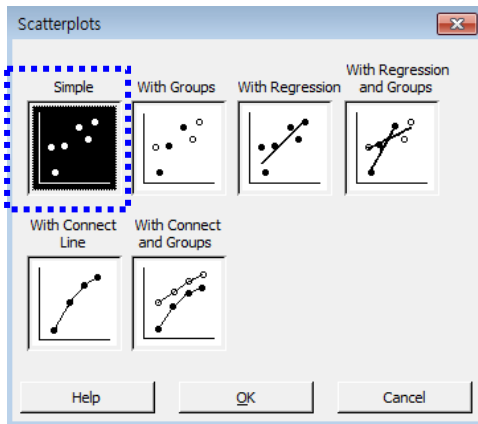 Scatterplots
Simple
With Groups
With Regression
With Regression
and Groups
With Connect
Line
With Connect
and Groups
Help
OK
Cancel